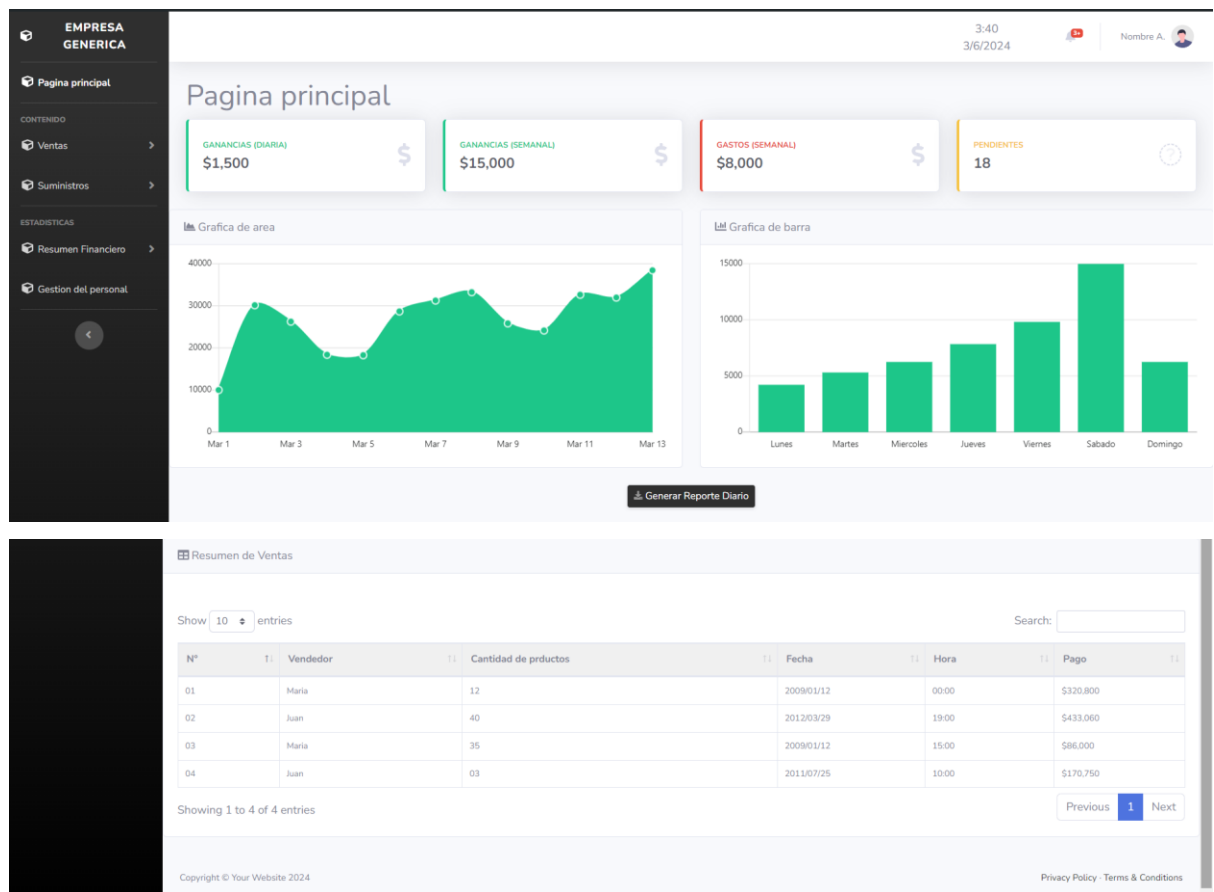 EMPRESA
GENERICA
3:40
3/6/2024
3+
Nombre A.
Pagina principal
CONTENIDO
Ventas
Suministros
ESTADISTICAS
Resumen Financiero
Gestion del personal
Pagina principal
GANANCIAS (DIARIA)
$1,500
GANANCIAS (SEMANAL)
$15,000
GASTOS (SEMANAL)
$8,000
PENDIENTES
18
Grafica de area
40000
30000
20000
10000
0
Mar 1 Mar 3 Mar 5 Mar 7 Mar 9 Mar 11 Mar 13
Grafica de barra
15000
10000
5000
0
Lunes Martes Miercoles Jueves Viernes Sabado Domingo
Generar Reporte Diario
Resumen de Ventas
Show 10 entries Search:
N° Vendedor Cantidad de prductos Fecha Hora Pago
01 Maria 12 2009/01/12 00:00 $320,800
02 Juan 40 2012/03/29 19:00 $433,060
03 Maria 35 2009/01/12 15:00 $86,000
04 Juan 03 2011/07/25 10:00 $170,750
Showing 1 to 4 of 4 entries Previous 1 Next
Copyright © Your Website 2024 Privacy Policy · Terms & Conditions